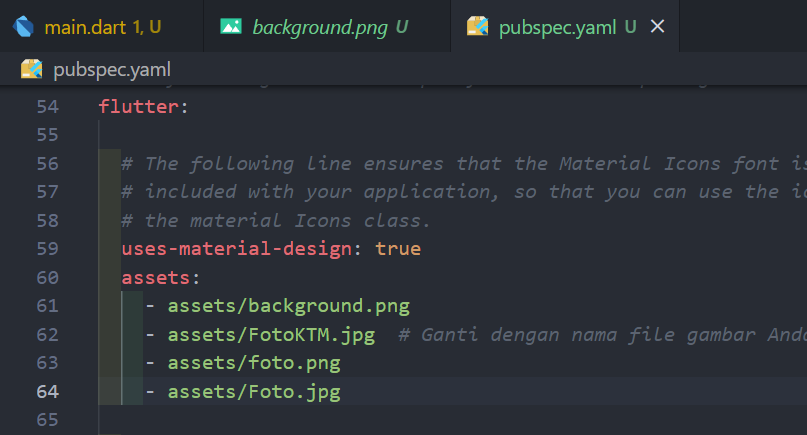 main.dart 1, U
background.png U
pubspec.yaml U
pubspec.yaml
54 flutter:
55
56 # The following line ensures that the Material Icons font is
57 # included with your application, so that you can use the
58 # the material Icons class.
59 uses-material-design: true
60 assets:
61 - assets/background.png
62 - assets/FotoKTM.jpg # Ganti dengan nama file gambar
63 - assets/foto.png
64 - assets/Foto.jpg
65